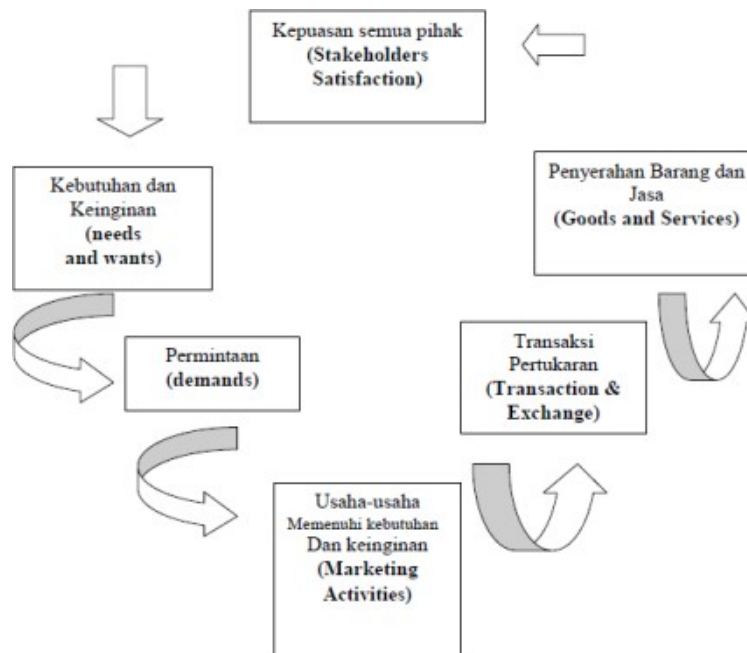 Kepuasan semua pihak
(Stakeholders
Satisfaction)
Kebutuhan dan
Keinginan
(needs
and wants)
Permintaan
(demands)
Usaha-usaha
Memenuhi kebutuhan
Dan keinginan
(Marketing
Activities)
Transaksi
Pertukaran
(Transaction &
Exchange)
Penyerahan Barang dan
Jasa
(Goods and Services)